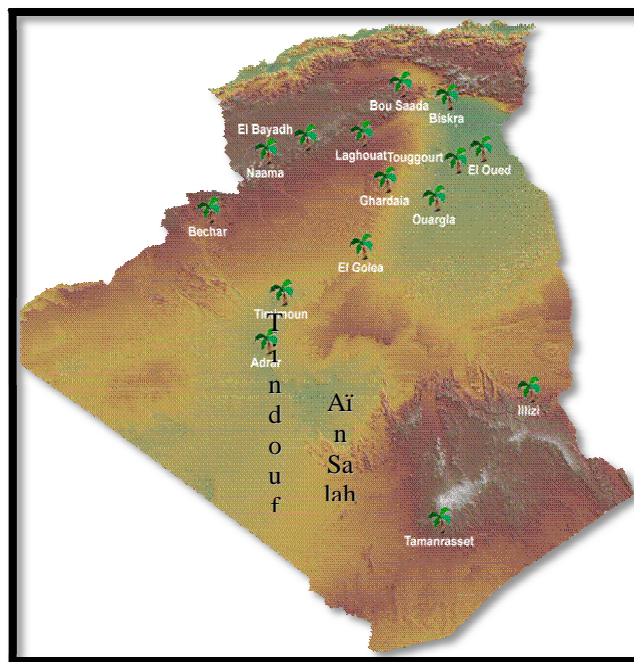 Bou Saada
Biskra
El Bayadh
Laghouat
Touggourt
El Oued
Naama
Ghardaia
Ouargla
Bechar
El Golea
Timimoun
Adrar
Tindouf
Aï
n
Sa
lah
Illizi
Tamanrasset